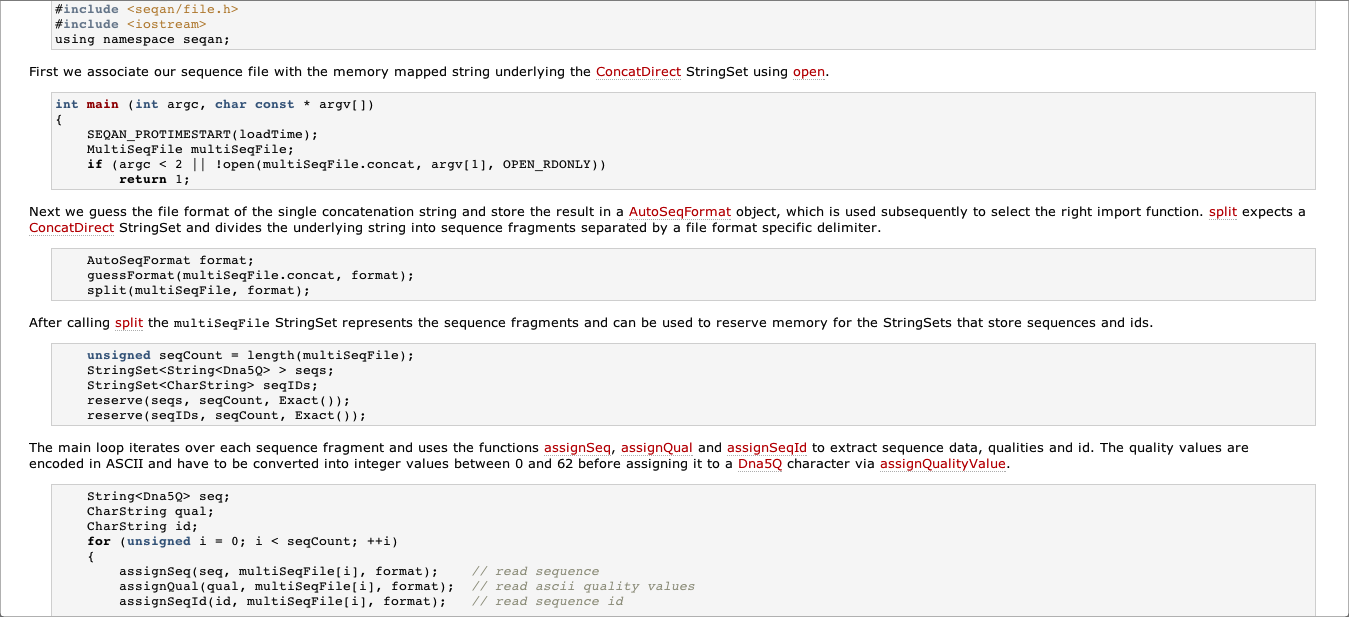 #include <seqan/file.h>
#include <iostream>
using namespace seqan;
First we associate our sequence file with the memory mapped string underlying the ConcatDirect StringSet using open.
int main (int argc, char const * argv[])
{
    SEQAN_PROTIMESTART(loadTime);
    MultiSeqFile multiSeqFile;
    if (argc < 2 || !open(multiSeqFile.concat, argv[1], OPEN_RDONLY))
        return 1;
Next we guess the file format of the single concatenation string and store the result in a AutoSeqFormat object, which is used subsequently to select the right import function. split expects a
ConcatDirect StringSet and divides the underlying string into sequence fragments separated by a file format specific delimiter.
    AutoSeqFormat format;
    guessFormat(multiSeqFile.concat, format);
    split(multiSeqFile, format);
After calling split the multiSeqFile StringSet represents the sequence fragments and can be used to reserve memory for the StringSets that store sequences and ids.
    unsigned seqCount = length(multiSeqFile);
    StringSet<String<Dna5Q> > seqs;
    StringSet<CharString> seqIDs;
    reserve(seqs, seqCount, Exact());
    reserve(seqIDs, seqCount, Exact());
The main loop iterates over each sequence fragment and uses the functions assignSeq, assignQual and assignSeqId to extract sequence data, qualities and id. The quality values are
encoded in ASCII and have to be converted into integer values between 0 and 62 before assigning it to a Dna5Q character via assignQualityValue.
    String<Dna5Q> seq;
    CharString qual;
    CharString id;
    for (unsigned i = 0; i < seqCount; ++i)
    {
        assignSeq(seq, multiSeqFile[i], format);    // read sequence
        assignQual(qual, multiSeqFile[i], format);  // read ascii quality values
        assignSeqId(id, multiSeqFile[i], format);   // read sequence id